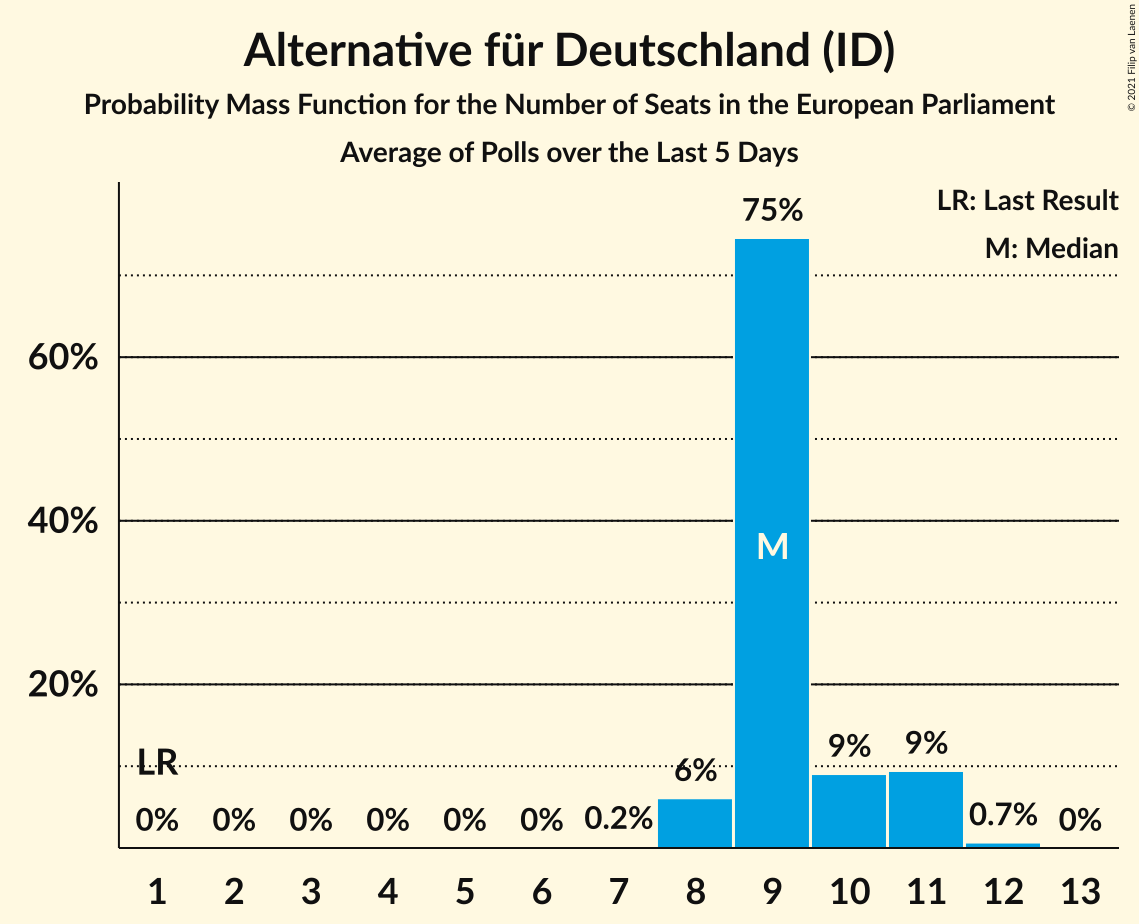 Alternative für Deutschland (ID)
Probability Mass Function for the Number of Seats in the European Parliament
Average of Polls over the Last 5 Days
© 2021 Filip van Laenen
LR: Last Result
M: Median
75%
60%
40%
M
20%
LR
0% 0% 0% 0% 0% 0% 0.2% 6% 9% 9% 0.7% 0%
1 2 3 4 5 6 7 8 9 10 11 12 13